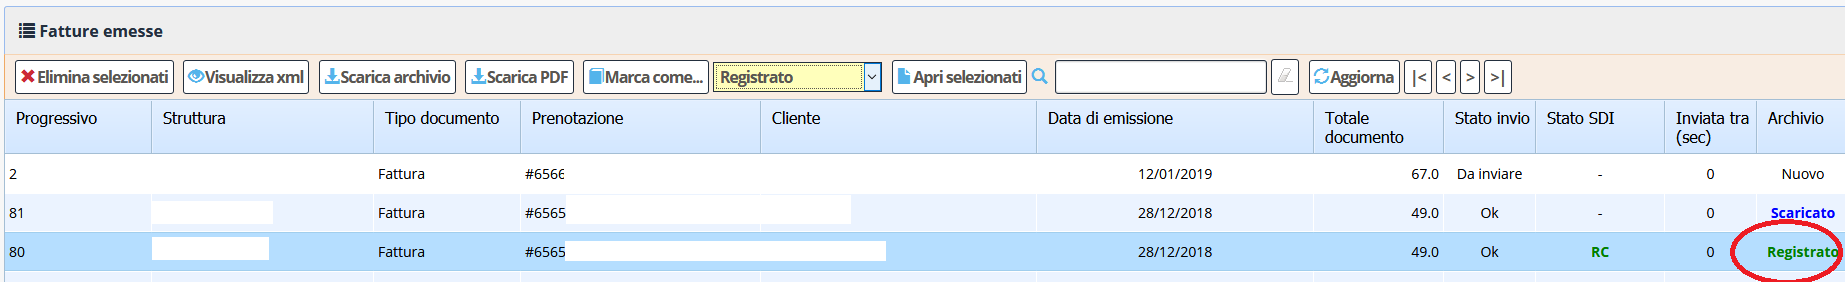 Fatture emesse
Elimina selezionati Visualizza xml Scarica archivio Scarica PDF Marca come... Registrato Apri selezionati Aggiorna |< < > >|
Progressivo Struttura Tipo documento Prenotazione Cliente Data di emissione Totale documento Stato invio Stato SDI Inviata tra (sec) Archivio
2 Fattura #6566 12/01/2019 67.0 Da inviare - 0 Nuovo
81 Fattura #6565 28/12/2018 49.0 Ok - 0 Scaricato
80 Fattura #6565 28/12/2018 49.0 Ok RC 0 Registrato